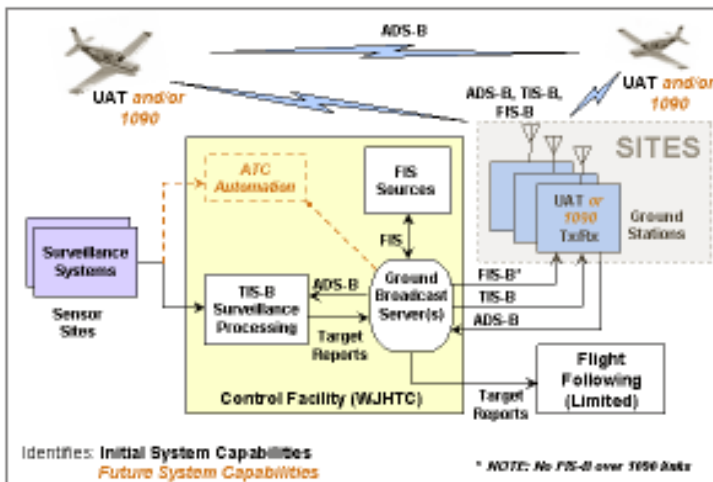 ADS-B
UAT and/or
1090
UAT and/or
1090
ADS-B, TIS-B,
FIS-B
SITES
ATC
Automation
FIS
Sources
UAT or
1090
Tx/Rx
Ground
Stations
Surveillance
Systems
Sensor
Sites
FIS
TIS-B
Surveillance
Processing
ADS-B
Target
Reports
Ground
Broadcast
Server(s)
FIS-B*
TIS-B
ADS-B
Control Facility (WJHTC)
Target
Reports
Flight
Following
(Limited)
Identifies: Initial System Capabilities
Future System Capabilities
* NOTE: No FIS-B over 1090 links